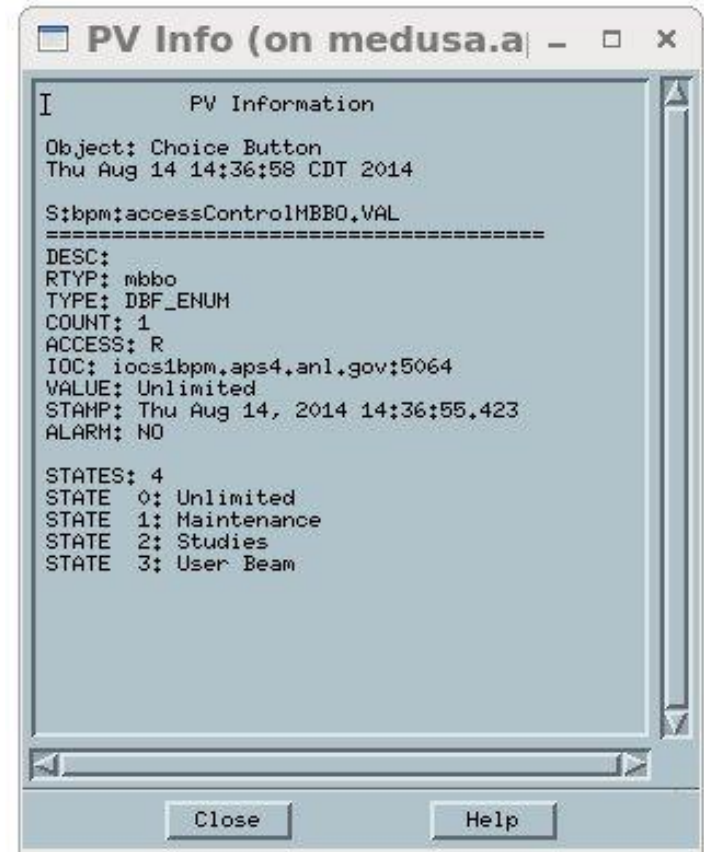 PV Info (on medusa.a
PV Information
Object: Choice Button
Thu Aug 14 14:36:58 CDT 2014
S:bpm:accessControlMBBO.VAL
======================================
DESC:
RTYP: mbbo
TYPE: DBF_ENUM
COUNT: 1
ACCESS: R
IOC: iocs1bpm.aps4.anl.gov:5064
VALUE: Unlimited
STAMP: Thu Aug 14, 2014 14:36:55.423
ALARM: NO
STATES: 4
STATE 0: Unlimited
STATE 1: Maintenance
STATE 2: Studies
STATE 3: User Beam
Close Help